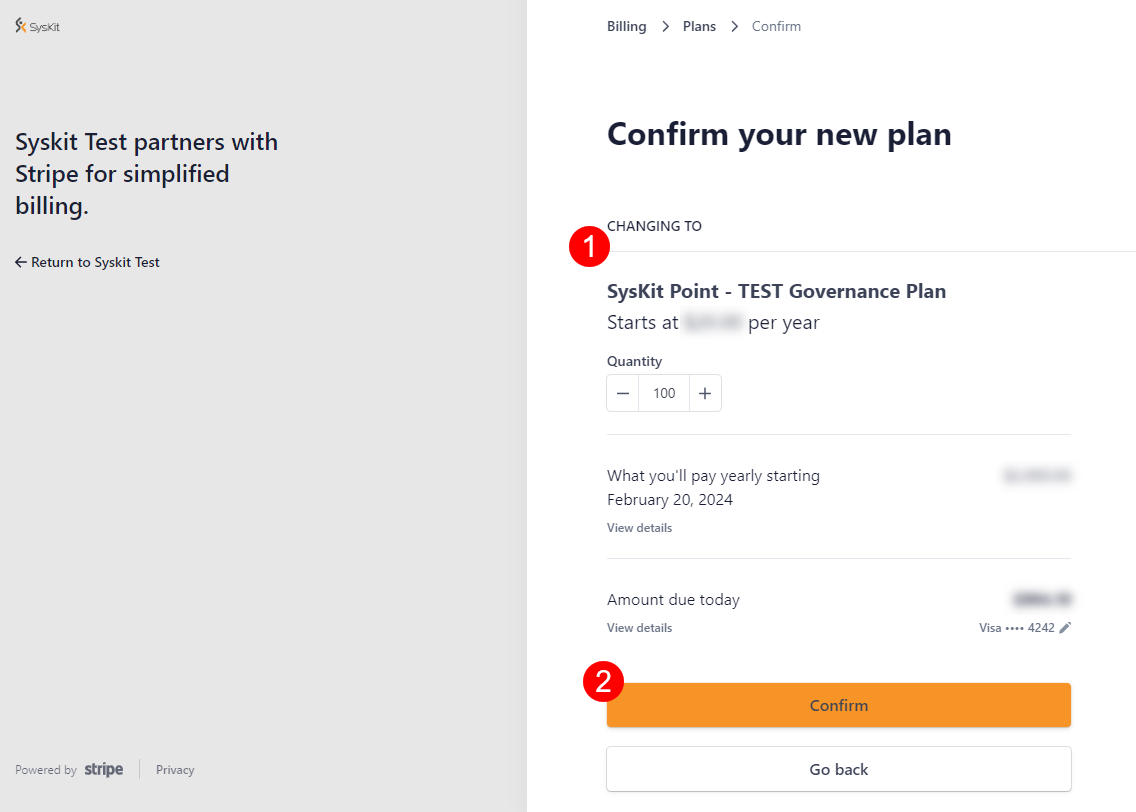 SysKit
Syskit Test partners with
Stripe for simplified
billing.
← Return to Syskit Test
Powered by stripe Privacy
Billing > Plans > Confirm
Confirm your new plan
CHANGING TO
1
SysKit Point - TEST Governance Plan
Starts at per year
Quantity
− 100 +
What you'll pay yearly starting
February 20, 2024
View details
Amount due today
View details Visa •••• 4242
2
Confirm
Go back